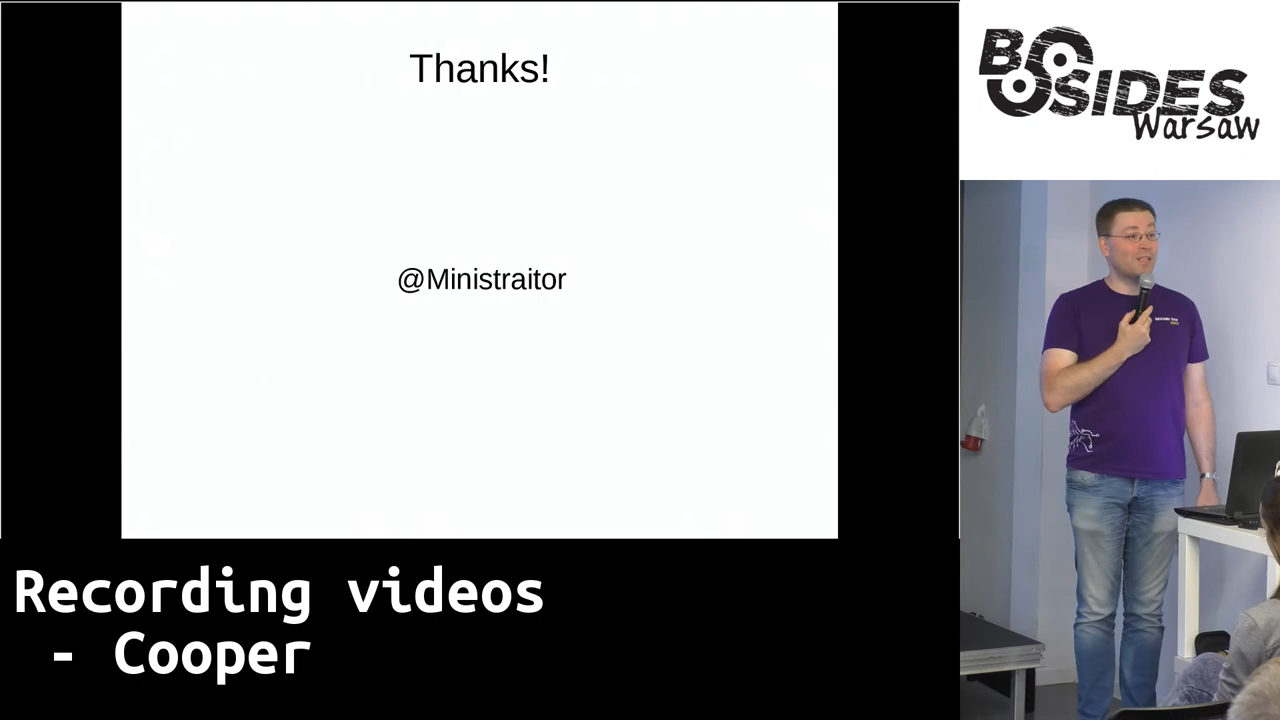 Thanks!
@Ministraitor
Recording videos
- Cooper
BSIDES
Warsaw